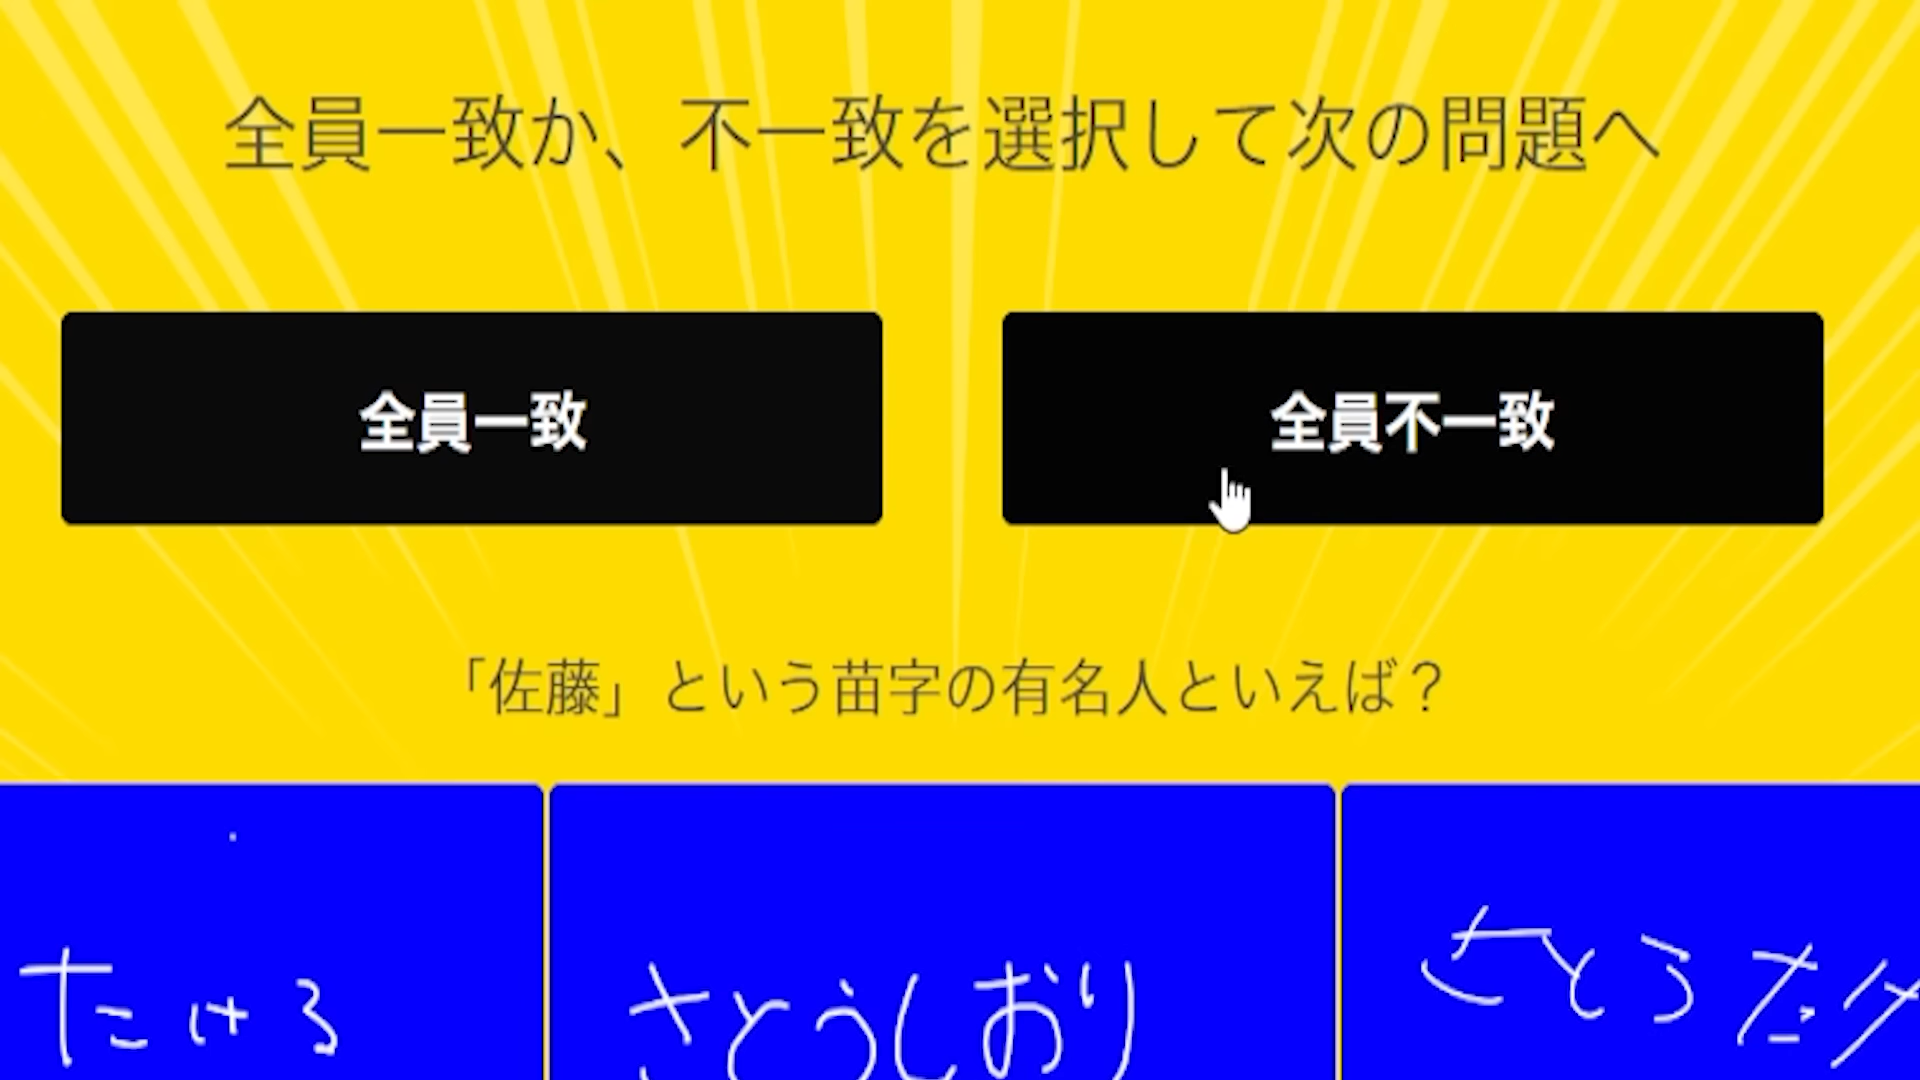 全員一致か、不一致を選択して次の問題へ
全員一致
全員不一致
「佐藤」という苗字の有名人といえば？
たける
さとうしおり
さとうた